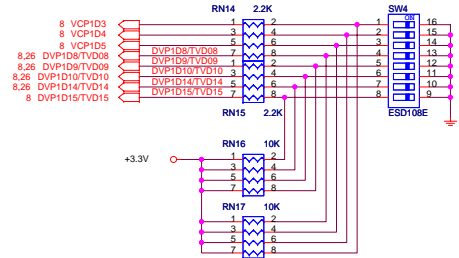 RN14 2.2K SW4
8 VCP1D3 1 2 1 ON 16
8 VCP1D4 3 4 2 15
8 VCP1D5 5 6 3 14
8,26 DVP1D8/TVD08 DVP1D8/TVD08 7 8 4 13
8,26 DVP1D9/TVD09 DVP1D9/TVD09 1 2 5 12
8,26 DVP1D10/TVD10 DVP1D10/TVD10 3 4 6 11
8,26 DVP1D14/TVD14 DVP1D14/TVD14 5 6 7 10
8 DVP1D15/TVD15 DVP1D15/TVD15 7 8 8 9
RN15 2.2K ESD108E
RN16 10K
+3.3V 1 2
3 4
5 6
7 8
RN17 10K
1 2
3 4
5 6
7 8